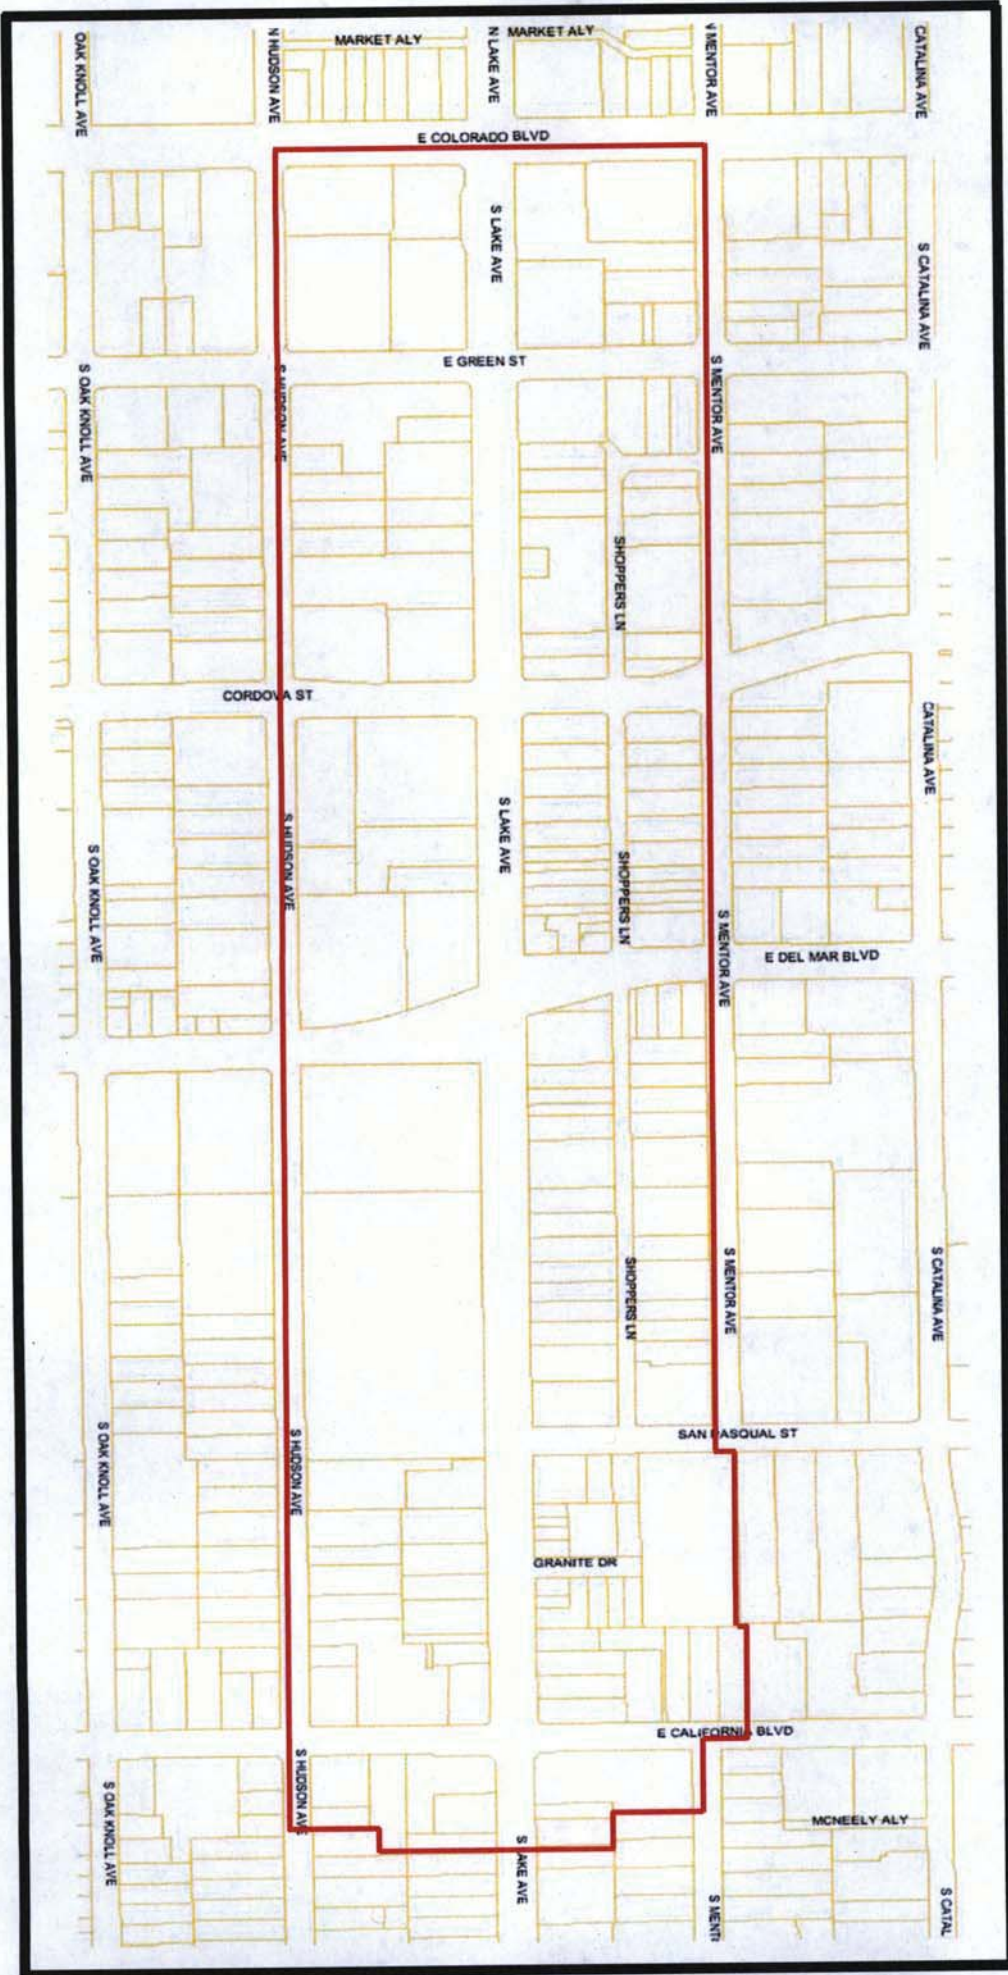 OAK KNOLL AVE
N HUDSON AVE
MARKET ALY
N LAKE AVE
MARKET ALY
N MENTOR AVE
CATALINA AVE
E COLORADO BLVD
S LAKE AVE
S CATALINA AVE
E GREEN ST
S OAK KNOLL AVE
S HUDSON AVE
S MENTOR AVE
SHOPPERS LN
CORDOVA ST
CATALINA AVE
S OAK KNOLL AVE
S HUDSON AVE
S LAKE AVE
SHOPPERS LN
S MENTOR AVE
E DEL MAR BLVD
SHOPPERS LN
S MENTOR AVE
S CATALINA AVE
S OAK KNOLL AVE
S HUDSON AVE
SAN PASQUAL ST
GRANITE DR
E CALIFORNIA BLVD
S OAK KNOLL AVE
S HUDSON AVE
S LAKE AVE
MCNEELY ALY
S MENT
S CATAL